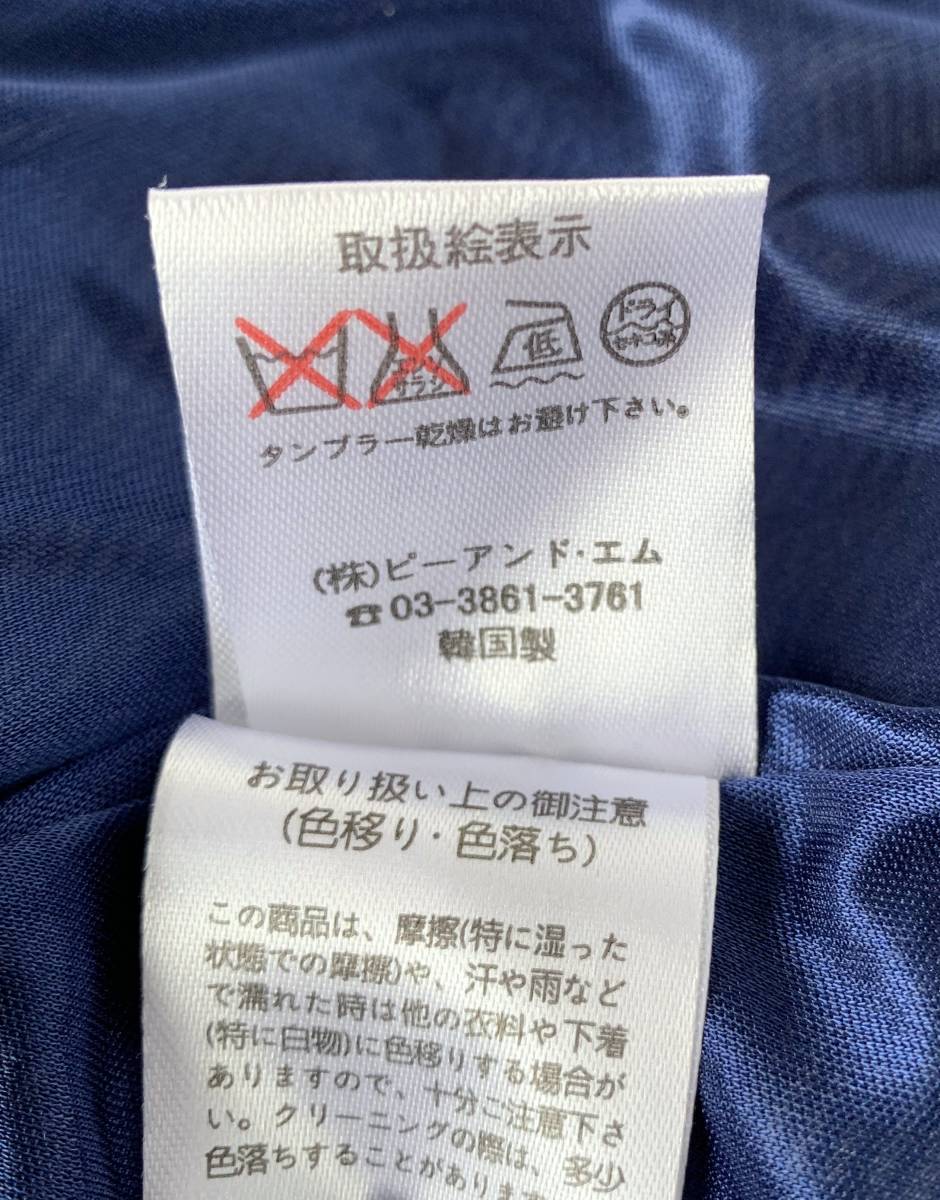 取扱絵表示
エンソ
サラシ
低
ドライ
セキユ系
タンブラー乾燥はお避け下さい。
(株)ピーアンド・エム
☎03-3861-3761
韓国製
お取り扱い上の御注意
(色移り・色落ち)
この商品は、摩擦(特に湿った
状態での摩擦)や、汗や雨など
で濡れた時は他の衣料や下着
(特に白物)に色移りする場合が
ありますので、十分ご注意下さ
い。クリーニングの際は、多少
色落ちすることがあります